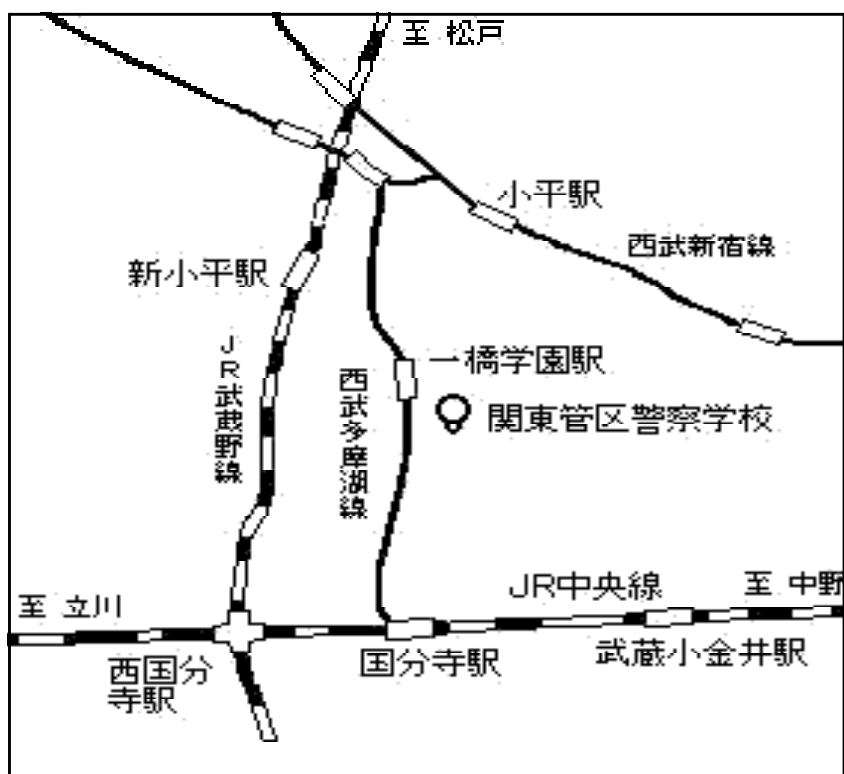 至 松戸
小平駅
西武新宿線
新小平駅
JR武蔵野線
西武多摩湖線
一橋学園駅
関東管区警察学校
JR中央線
至 中野
至 立川
西国分
寺駅
国分寺駅
武蔵小金井駅